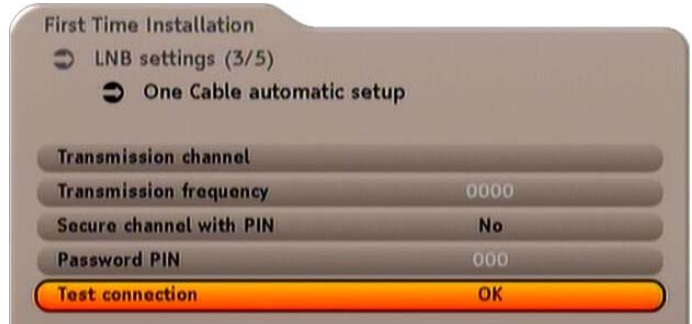 First Time Installation
LNB settings (3/5)
One Cable automatic setup
Transmission channel
Transmission frequency 0000
Secure channel with PIN No
Password PIN 000
Test connection OK